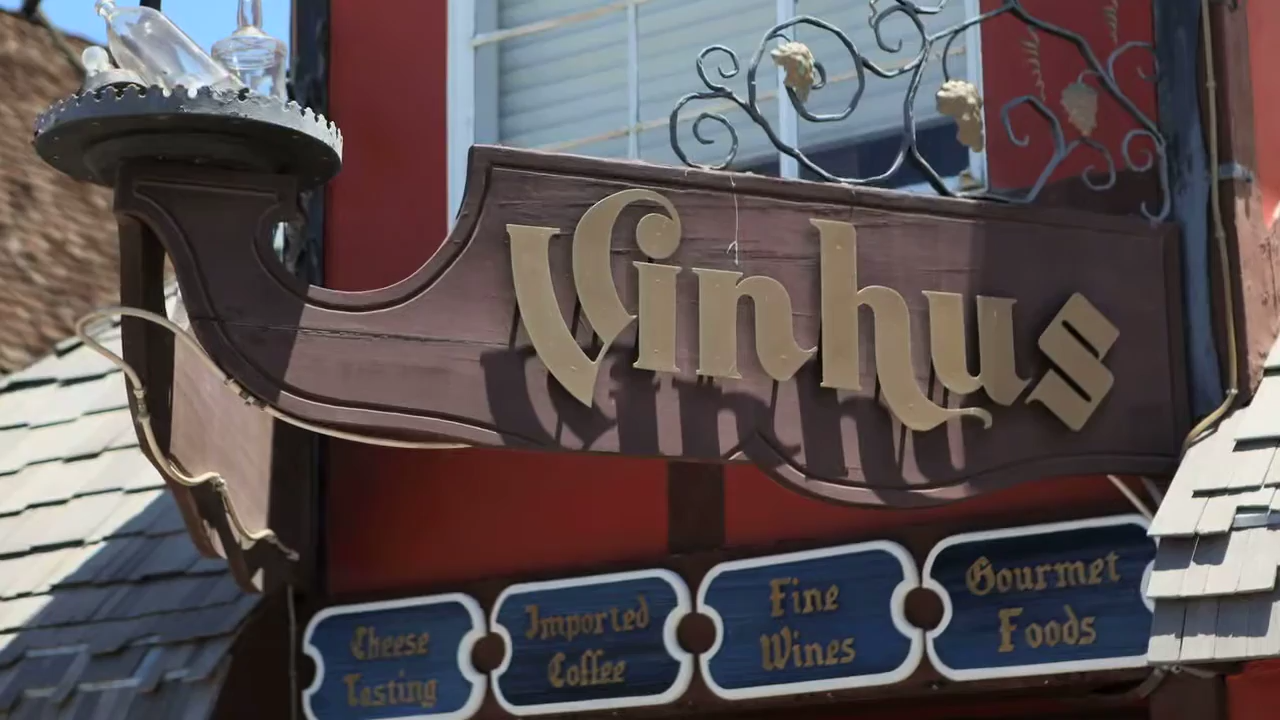 Vinhus
Cheese
Tasting
Imported
Coffee
Fine
Wines
Gourmet
Foods